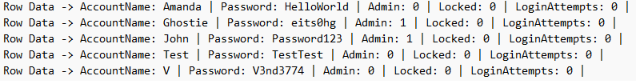 Row Data -> AccountName: Amanda | Password: HelloWorld | Admin: 0 | Locked: 0 | LoginAttempts: 0 |
Row Data -> AccountName: Ghostie | Password: eits0hg | Admin: 1 | Locked: 0 | LoginAttempts: 0 |
Row Data -> AccountName: John | Password: Password123 | Admin: 1 | Locked: 0 | LoginAttempts: 0 |
Row Data -> AccountName: Test | Password: TestTest | Admin: 0 | Locked: 0 | LoginAttempts: 0 |
Row Data -> AccountName: V | Password: V3nd3774 | Admin: 0 | Locked: 0 | LoginAttempts: 0 |